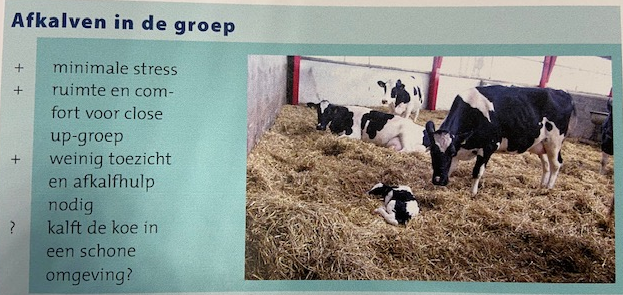 Afkalven in de groep
+ minimale stress
+ ruimte en com-
fort voor close
up-groep
+ weinig toezicht
en afkalfhulp
nodig
? kalft de koe in
een schone
omgeving?